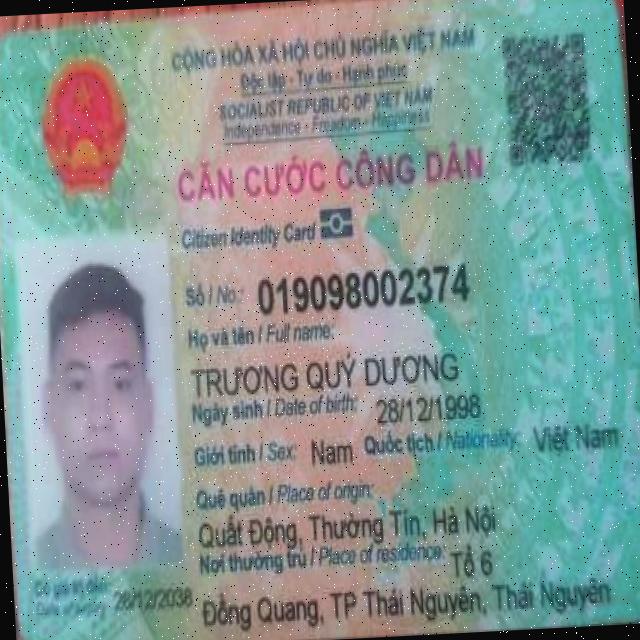 CỘNG HÒA XÃ HỘI CHỦ NGHĨA VIỆT NAM
Độc lập - Tự do - Hạnh phúc
SOCIALIST REPUBLIC OF VIET NAM
Independence - Freedom - Happiness
CĂN CƯỚC CÔNG DÂN
Citizen Identity Card
Số / No.: 019098002374
Họ và tên / Full name:
TRƯƠNG QUÝ DƯƠNG
Ngày sinh / Date of birth: 28/12/1998
Giới tính / Sex: Nam Quốc tịch / Nationality: Việt Nam
Quê quán / Place of origin:
Quất Động, Thường Tín, Hà Nội
Nơi thường trú / Place of residence: Tổ 6
Đồng Quang, TP Thái Nguyên, Thái Nguyên
Có giá trị đến:
Date of expiry: 28/12/2038